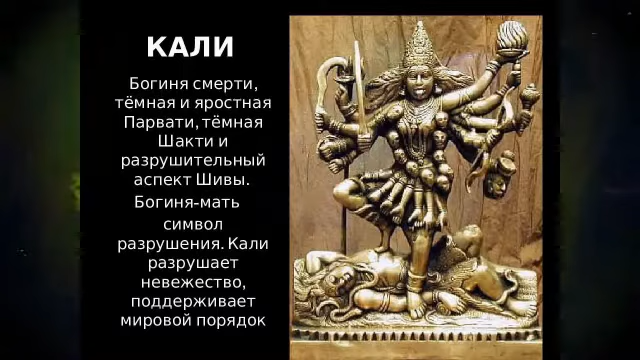 КАЛИ
Богиня смерти,
тёмная и яростная
Парвати, тёмная
Шакти и
разрушительный
аспект Шивы.
Богиня-мать
символ
разрушения. Кали
разрушает
невежество,
поддерживает
мировой порядок